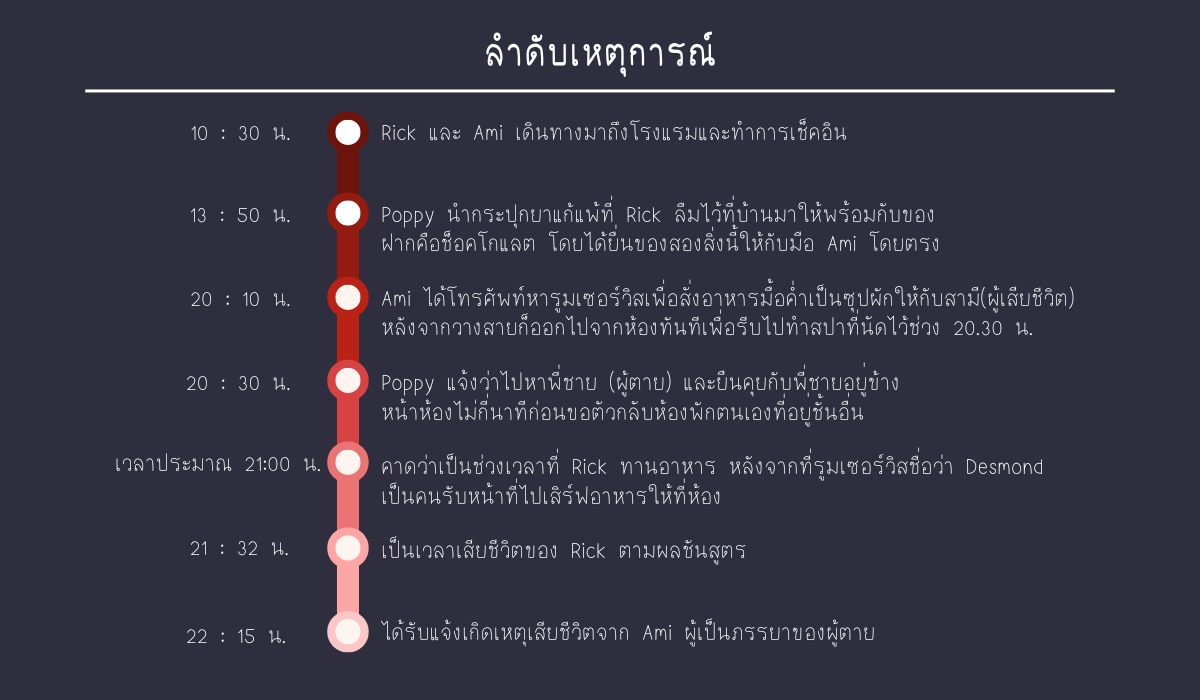 ลำดับเหตุการณ์
10 : 30 น.
Rick และ Ami เดินทางมาถึงโรงแรมและทำการเช็คอิน
13 : 50 น.
Poppy นำกระปุกยาแก้แพ้ที่ Rick ลืมไว้ที่บ้านมาให้พร้อมกับของ
ฝากคือช็อคโกแลต โดยได้ยื่นของสองสิ่งนี้ให้กับมือ Ami โดยตรง
20 : 10 น.
Ami ได้โทรศัพท์หารูมเซอร์วิสเพื่อสั่งอาหารมื้อค่ำเป็นซุปผักให้กับสามี(ผู้เสียชีวิต)
หลังจากวางสายก็ออกไปจากห้องทันทีเพื่อรีบไปทำสปาที่นัดไว้ช่วง 20.30 น.
20 : 30 น.
Poppy แจ้งว่าไปหาพี่ชาย (ผู้ตาย) และยืนคุยกับพี่ชายอยู่ข้าง
หน้าห้องไม่กี่นาทีก่อนขอตัวกลับห้องพักตนเองที่อยู่ชั้นอื่น
เวลาประมาณ 21:00 น.
คาดว่าเป็นช่วงเวลาที่ Rick ทานอาหาร หลังจากที่รูมเซอร์วิสชื่อว่า Desmond
เป็นคนรับหน้าที่ไปเสิร์ฟอาหารให้ที่ห้อง
21 : 32 น.
เป็นเวลาเสียชีวิตของ Rick ตามผลชันสูตร
22 : 15 น.
ได้รับแจ้งเกิดเหตุเสียชีวิตจาก Ami ผู้เป็นภรรยาของผู้ตาย